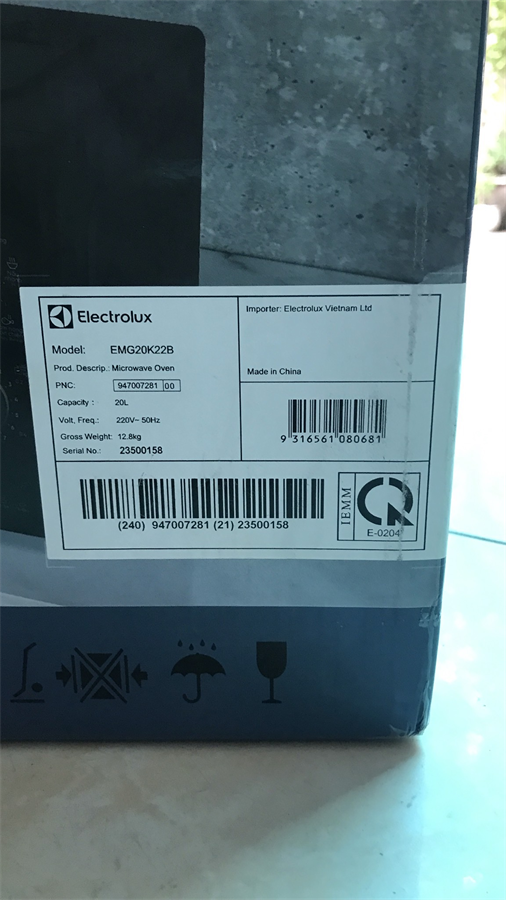 Electrolux
Model: EMG20K22B
Prod. Descrip.: Microwave Oven
PNC: 947007281 00
Capacity : 20L
Volt, Freq.: 220V~ 50Hz
Gross Weight: 12.8kg
Serial No.: 23500158
Importer: Electrolux Vietnam Ltd
Made in China
9 316561 080681
(240) 947007281 (21) 23500158
IEMM
CR
E-0204